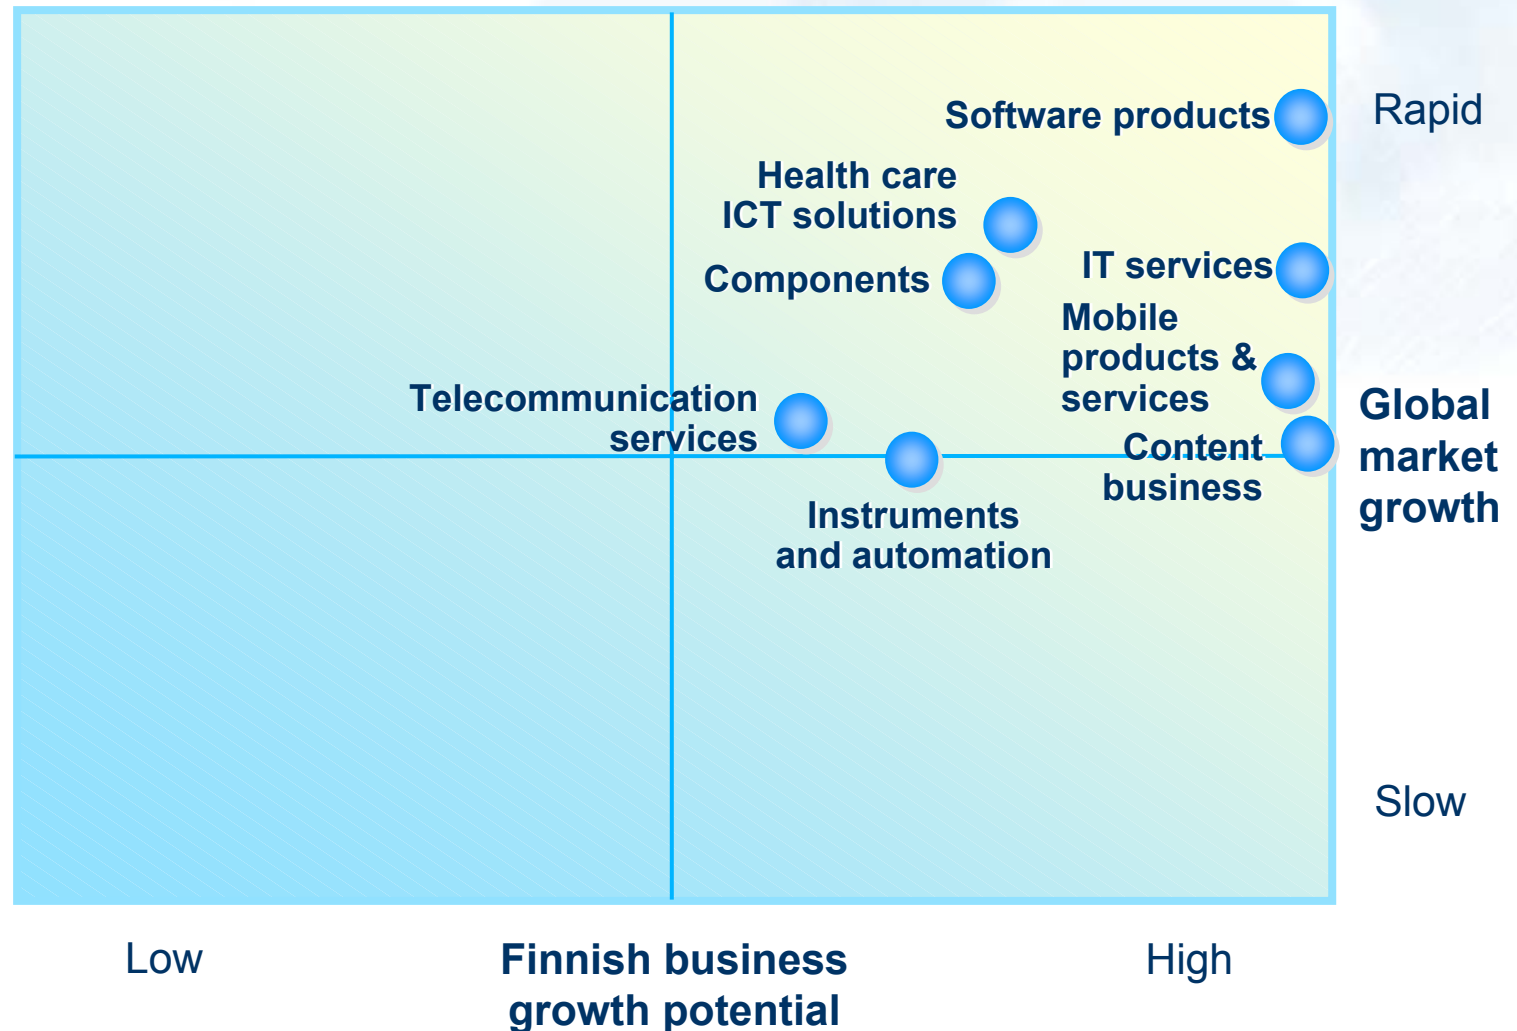 Software products
Rapid
Health care
ICT solutions
Components
IT services
Mobile
products &
services
Telecommunication
services
Content
business
Global
market
growth
Instruments
and automation
Slow
Low
Finnish business
growth potential
High